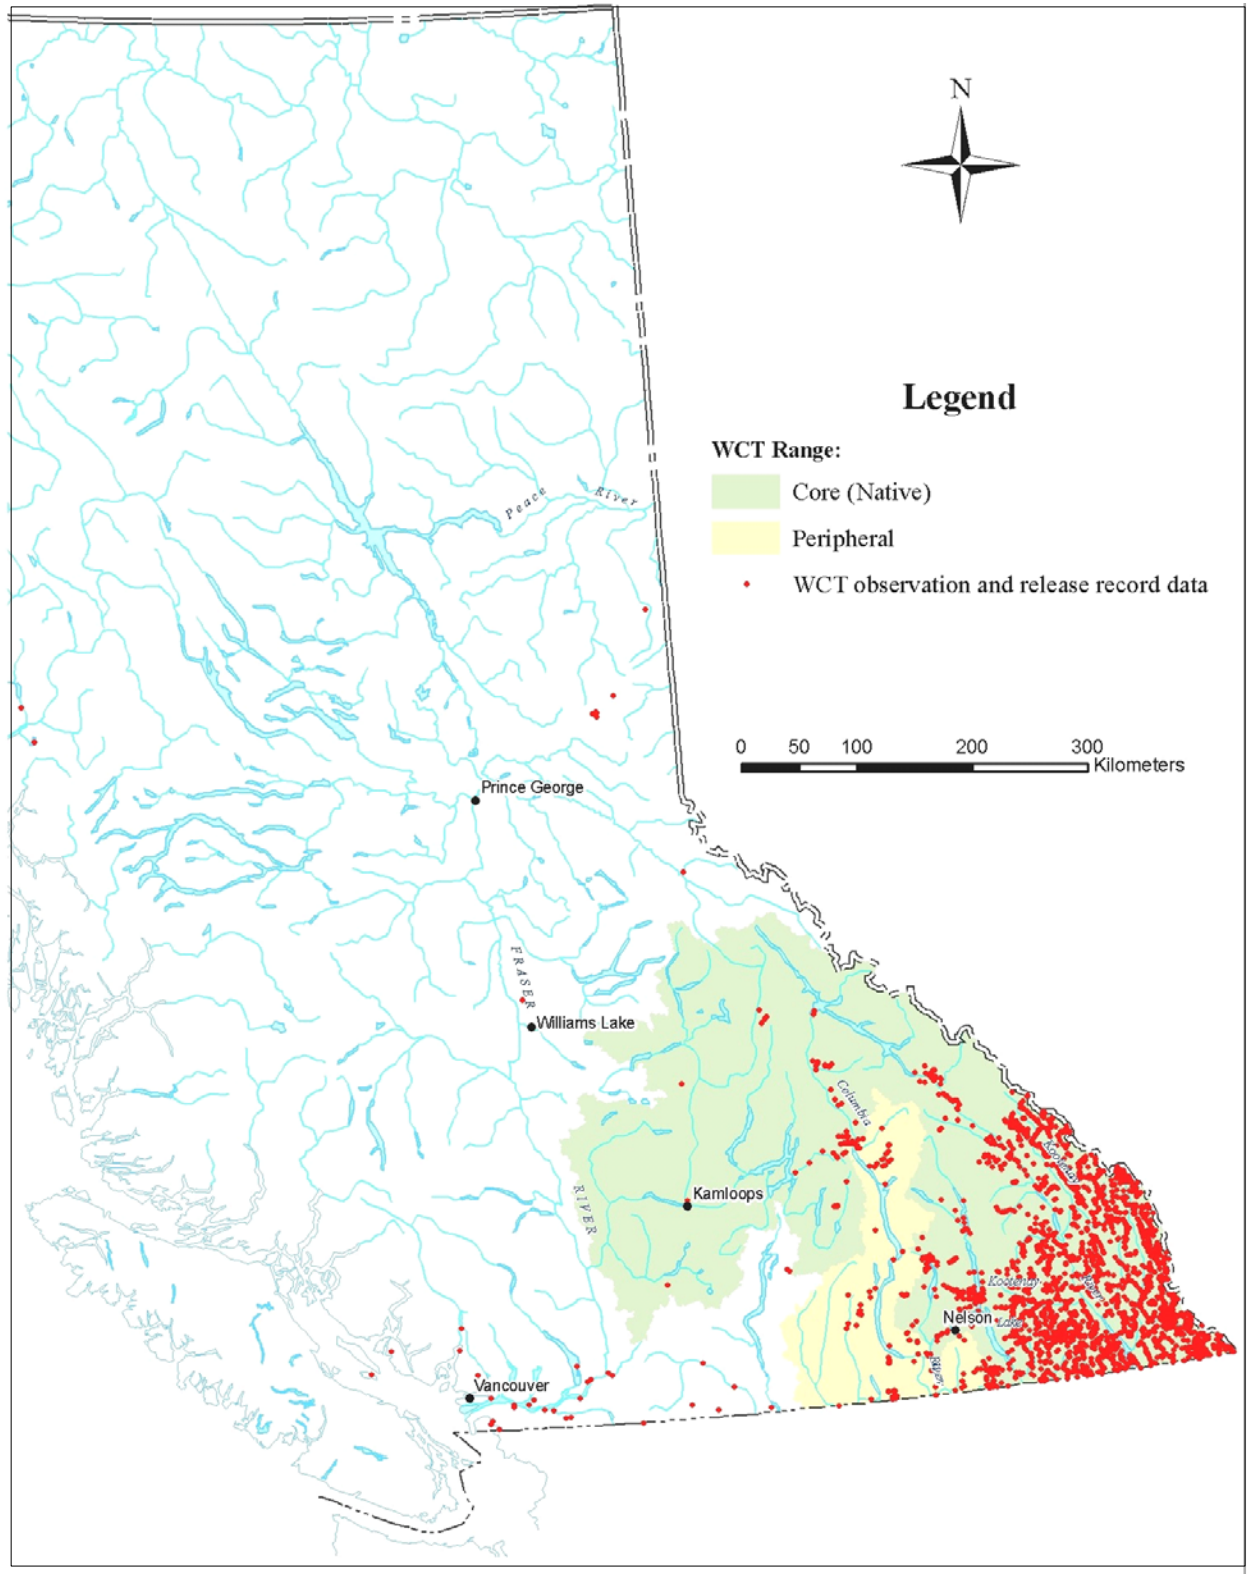 N
Legend
WCT Range:
Core (Native)
Peace River
Peripheral
WCT observation and release record data
0 50 100 200 300
Kilometers
Prince George
FRASER
Williams Lake
Columbia
Kootenay
RIVER
Kamloops
Kootenay
River
Nelson
Lake
Vancouver